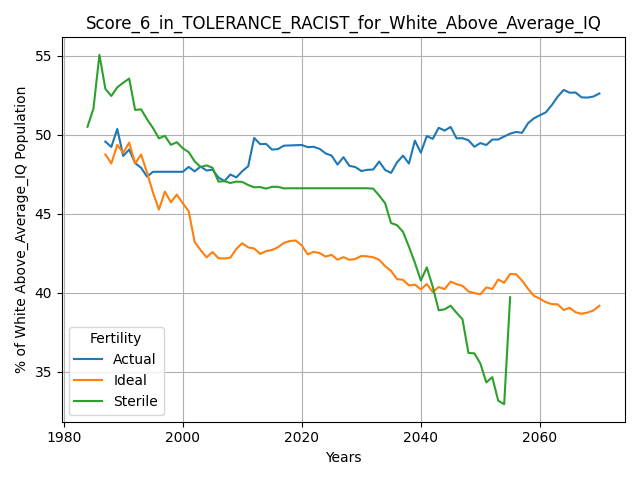 Score_6_in_TOLERANCE_RACIST_for_White_Above_Average_IQ
% of White Above_Average_IQ Population
55
50
45
40
35
Fertility
Actual
Ideal
Sterile
1980
2000
2020
2040
2060
Years